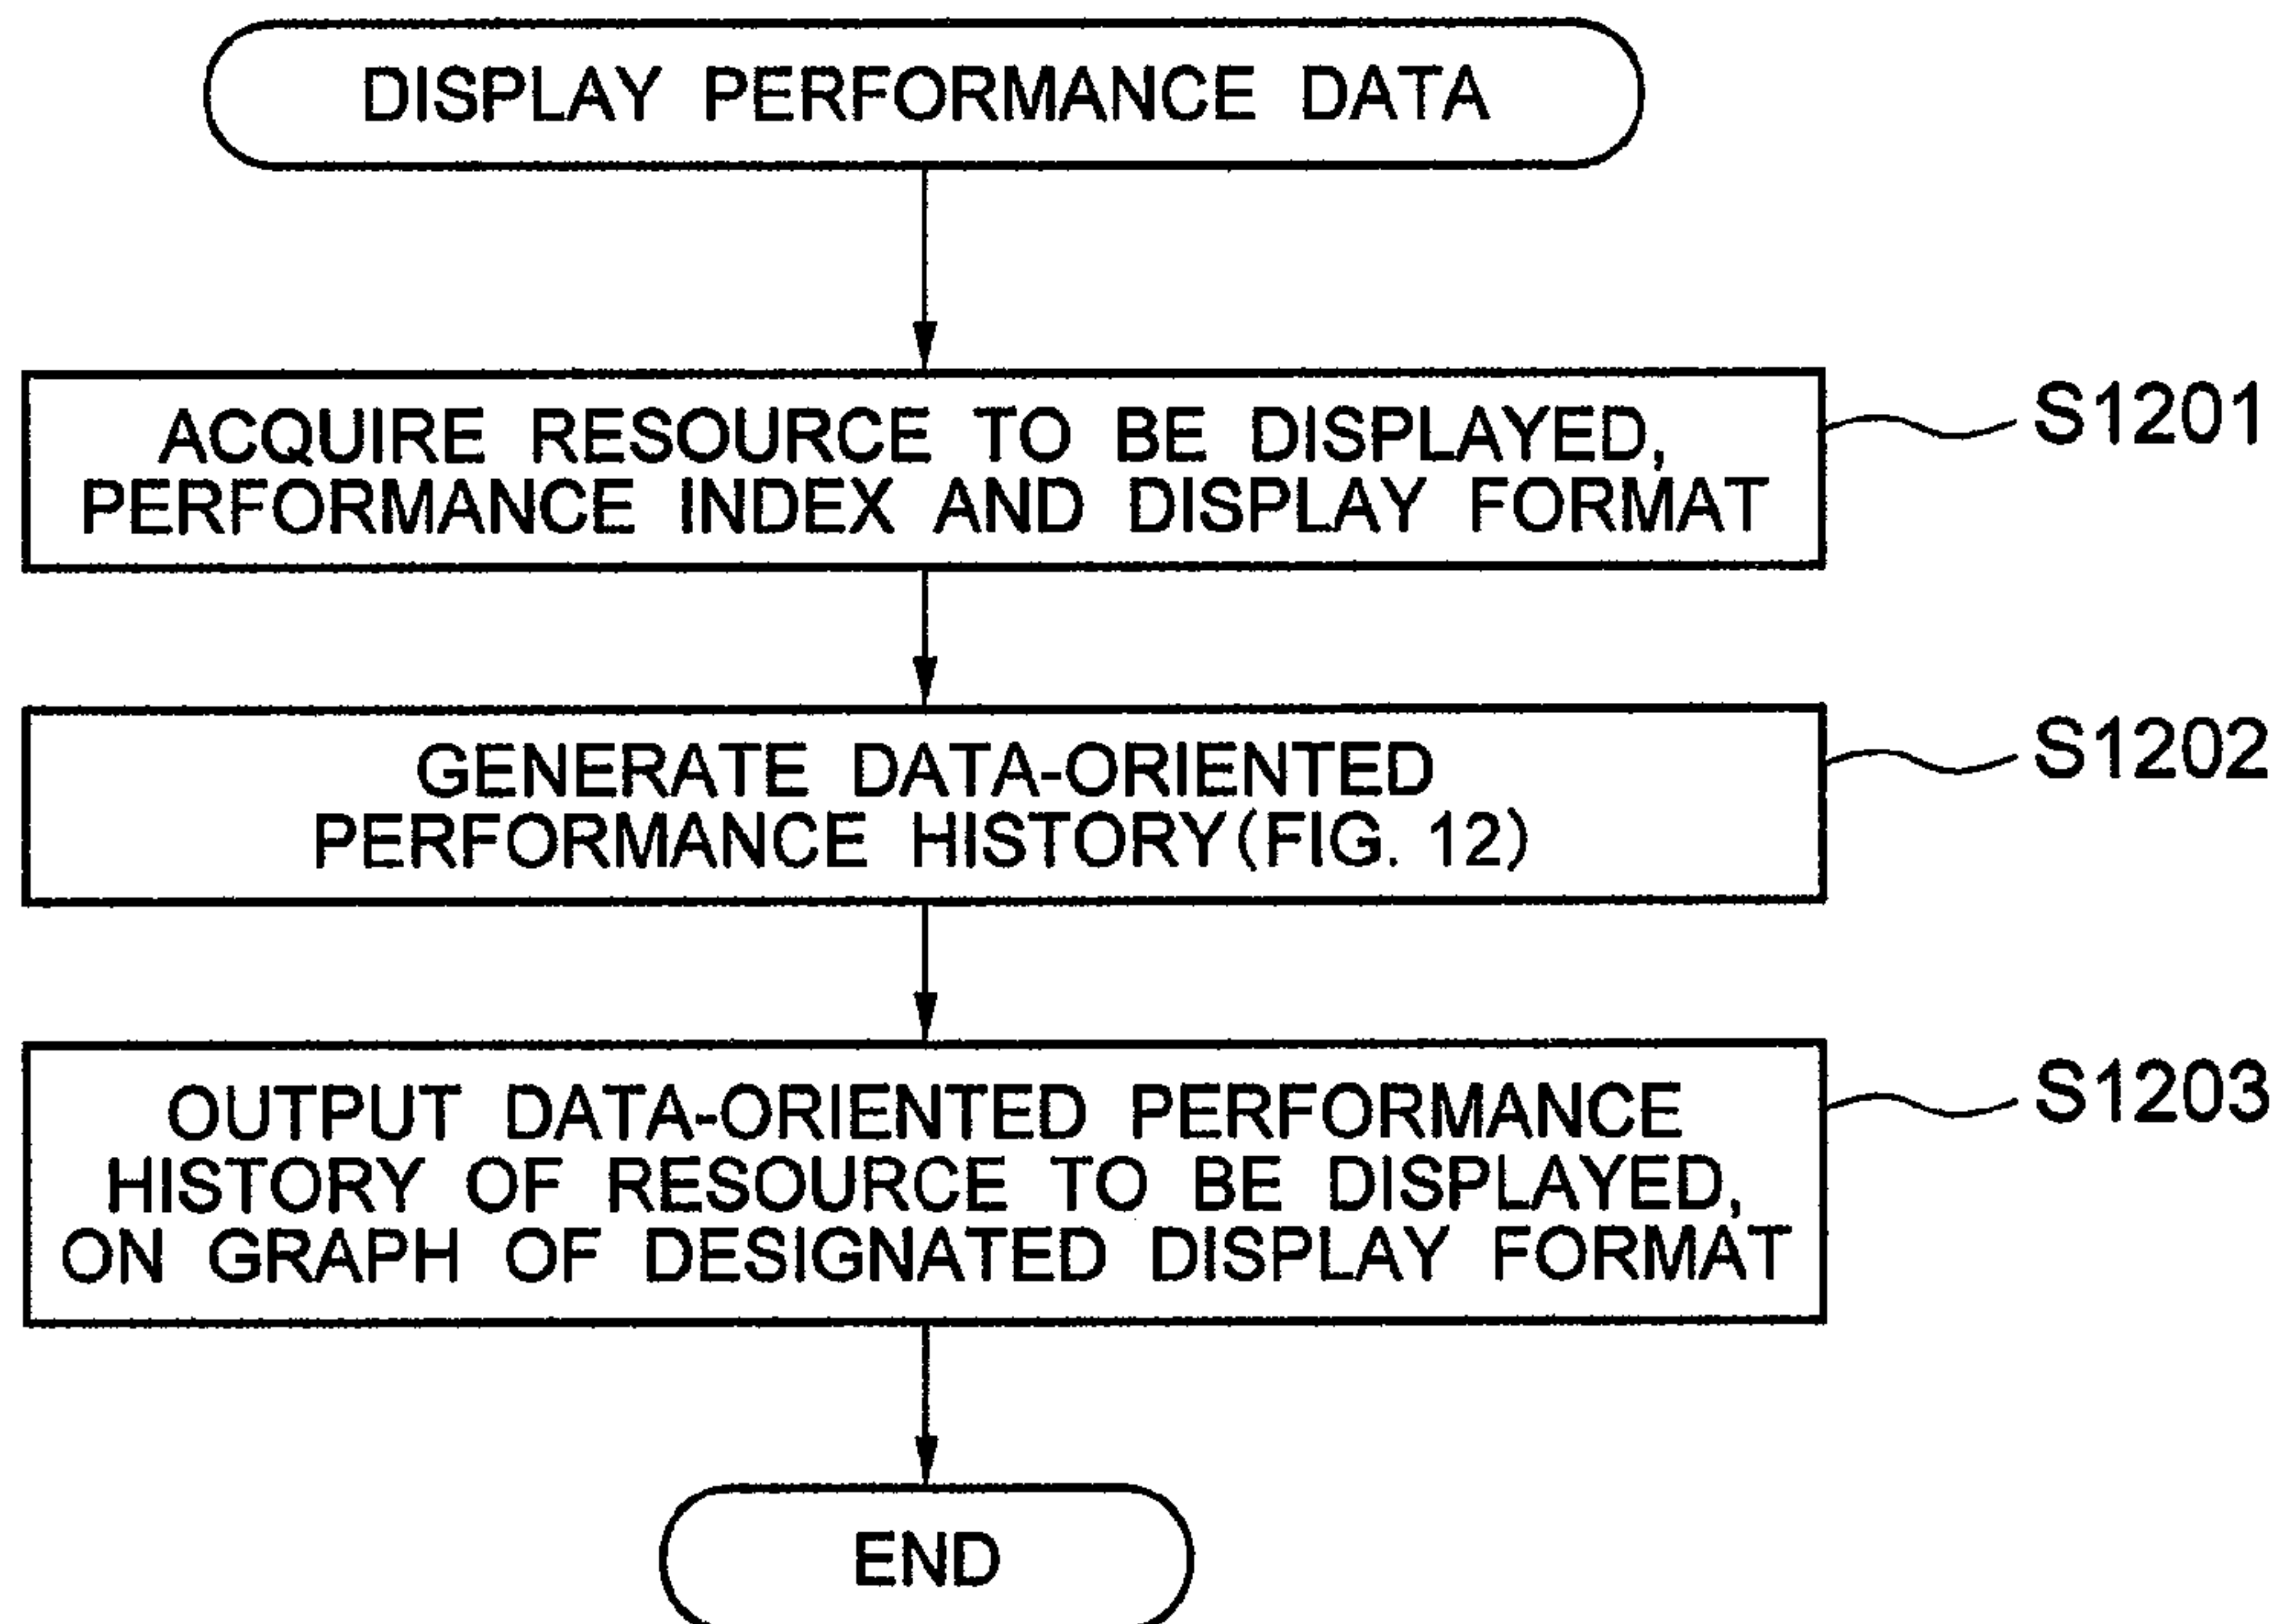 DISPLAY PERFORMANCE DATA
ACQUIRE RESOURCE TO BE DISPLAYED,
PERFORMANCE INDEX AND DISPLAY FORMAT
S1201
GENERATE DATA-ORIENTED
PERFORMANCE HISTORY(FIG. 12)
S1202
OUTPUT DATA-ORIENTED PERFORMANCE
HISTORY OF RESOURCE TO BE DISPLAYED,
ON GRAPH OF DESIGNATED DISPLAY FORMAT
S1203
END